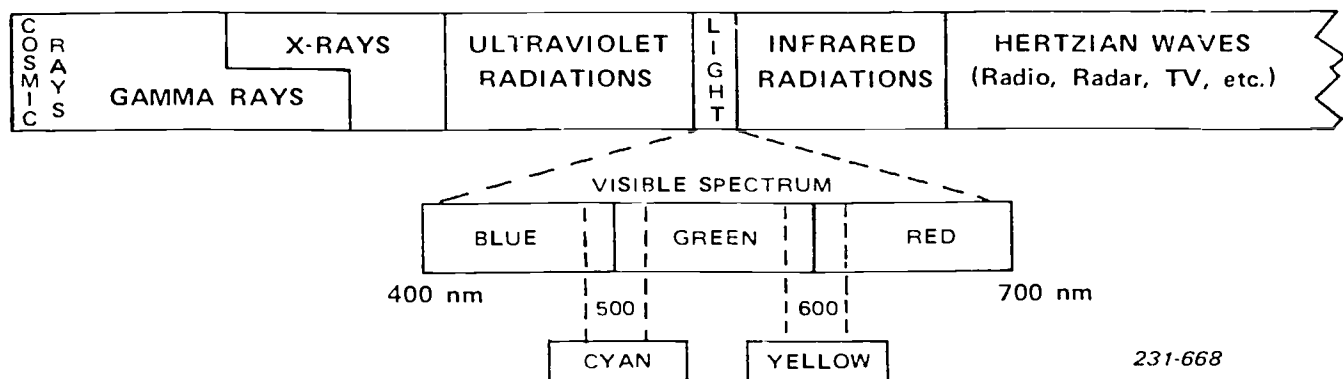 COSMIC
RAYS
X-RAYS
GAMMA RAYS
ULTRAVIOLET
RADIATIONS
LIGHT
INFRARED
RADIATIONS
HERTZIAN WAVES
(Radio, Radar, TV, etc.)
VISIBLE SPECTRUM
BLUE
GREEN
RED
400 nm
500
600
700 nm
CYAN
YELLOW
231-668